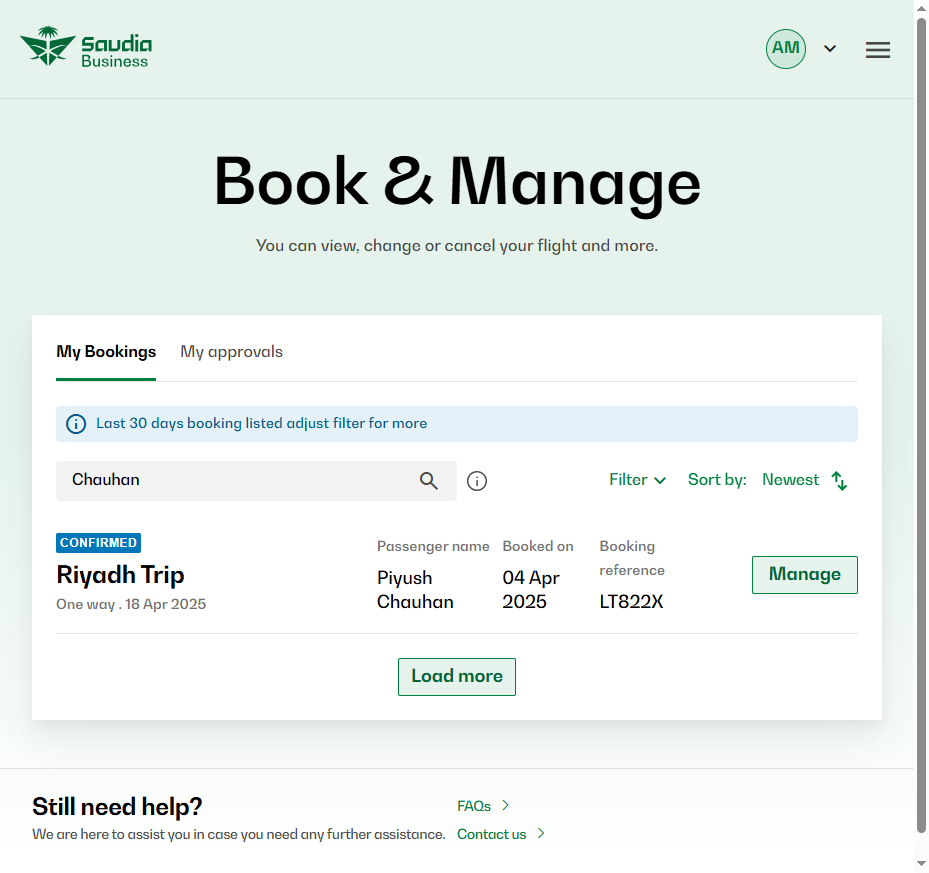 Saudia
Business
AM
Book & Manage
You can view, change or cancel your flight and more.
My Bookings My approvals
Last 30 days booking listed adjust filter for more
Chauhan
Filter Sort by: Newest
CONFIRMED
Riyadh Trip
One way . 18 Apr 2025
Passenger name
Piyush
Chauhan
Booked on
04 Apr
2025
Booking
reference
LT822X
Manage
Load more
Still need help?
We are here to assist you in case you need any further assistance.
FAQs
Contact us